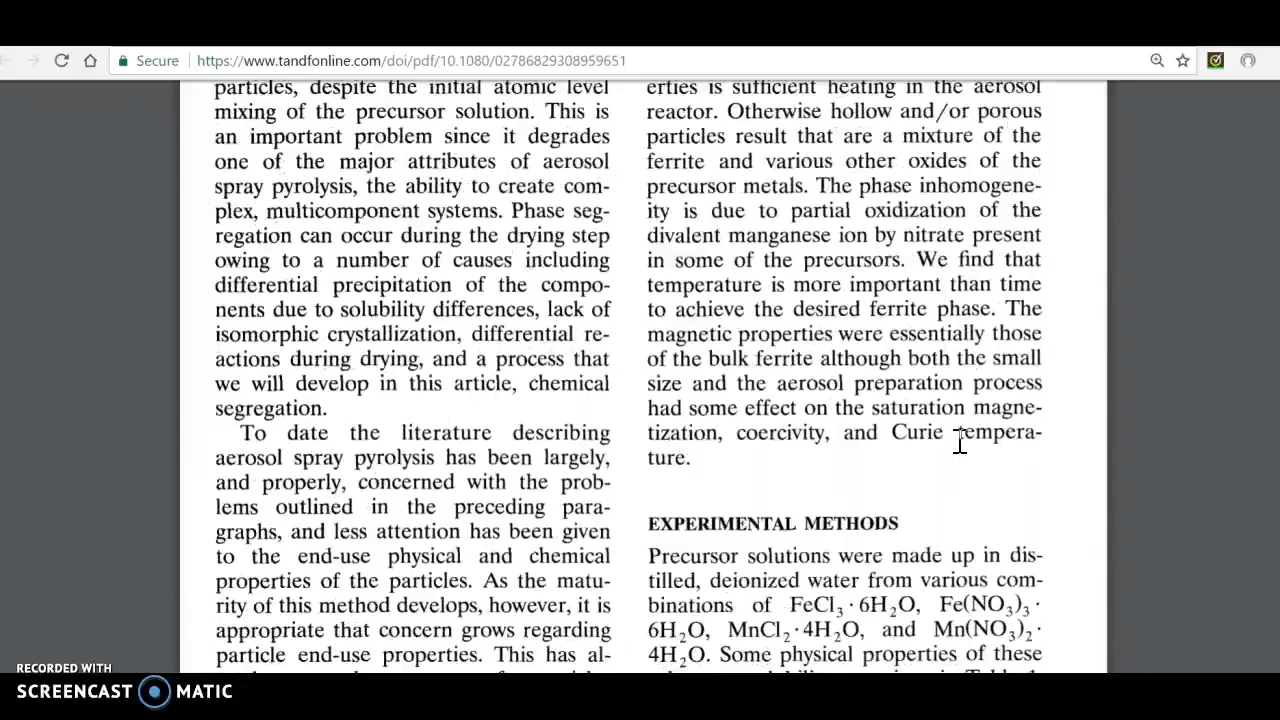 Secure
https://www.tandfonline.com/doi/pdf/10.1080/02786829308959651
particles, despite the initial atomic level
mixing of the precursor solution. This is
an important problem since it degrades
one of the major attributes of aerosol
spray pyrolysis, the ability to create com-
plex, multicomponent systems. Phase seg-
regation can occur during the drying step
owing to a number of causes including
differential precipitation of the compo-
nents due to solubility differences, lack of
isomorphic crystallization, differential re-
actions during drying, and a process that
we will develop in this article, chemical
segregation.
To date the literature describing
aerosol spray pyrolysis has been largely,
and properly, concerned with the prob-
lems outlined in the preceding para-
graphs, and less attention has been given
to the end-use physical and chemical
properties of the particles. As the matu-
rity of this method develops, however, it is
appropriate that concern grows regarding
particle end-use properties. This has al-
erties is sufficient heating in the aerosol
reactor. Otherwise hollow and/or porous
particles result that are a mixture of the
ferrite and various other oxides of the
precursor metals. The phase inhomogene-
ity is due to partial oxidization of the
divalent manganese ion by nitrate present
in some of the precursors. We find that
temperature is more important than time
to achieve the desired ferrite phase. The
magnetic properties were essentially those
of the bulk ferrite although both the small
size and the aerosol preparation process
had some effect on the saturation magne-
tization, coercivity, and Curie tempera-
ture.
EXPERIMENTAL METHODS
Precursor solutions were made up in dis-
tilled, deionized water from various com-
binations of FeCl₃·6H₂O, Fe(NO₃)₃·
6H₂O, MnCl₂·4H₂O, and Mn(NO₃)₂·
4H₂O. Some physical properties of these
RECORDED WITH
SCREENCAST MATIC